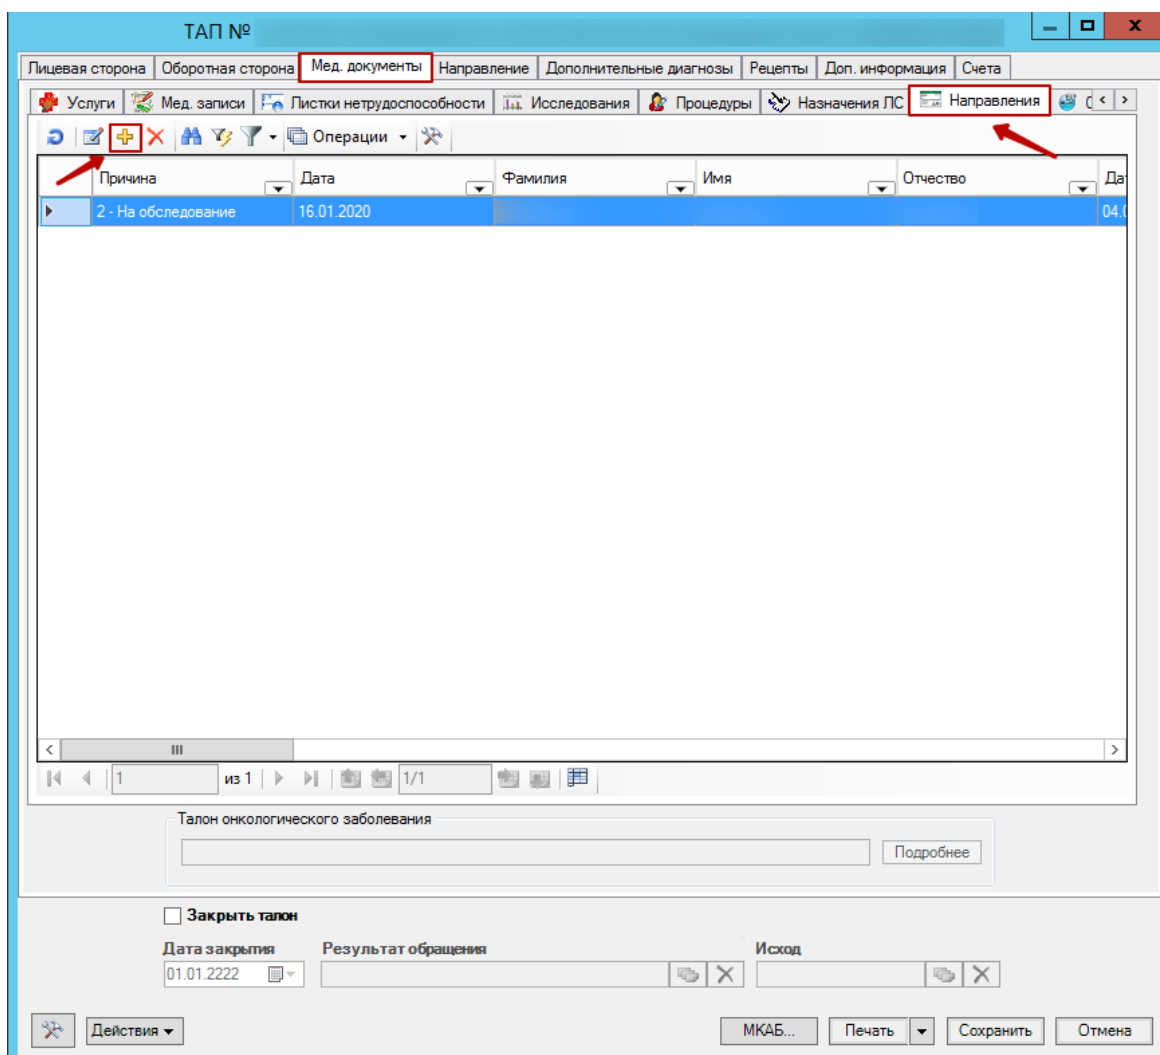 ТАП №
Лицевая сторона Оборотная сторона Мед. документы Направление Дополнительные диагнозы Рецепты Доп. информация Счета
Услуги Мед. записи Листки нетрудоспособности Исследования Процедуры Назначения ЛС Направления
Операции
Причина Дата Фамилия Имя Отчество Да
2 - На обследование 16.01.2020 04.0
1 из 1 1/1
Талон онкологического заболевания
Подробнее
Закрыть талон
Дата закрытия Результат обращения Исход
01.01.2222
Действия МКАБ... Печать Сохранить Отмена